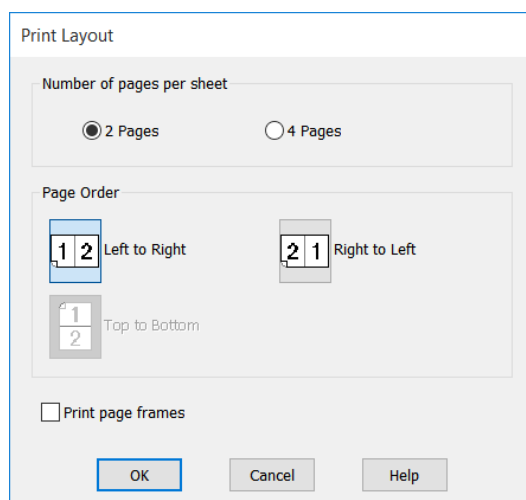 Print Layout
Number of pages per sheet
2 Pages 4 Pages
Page Order
1 2 Left to Right 2 1 Right to Left
1
2 Top to Bottom
Print page frames
OK Cancel Help